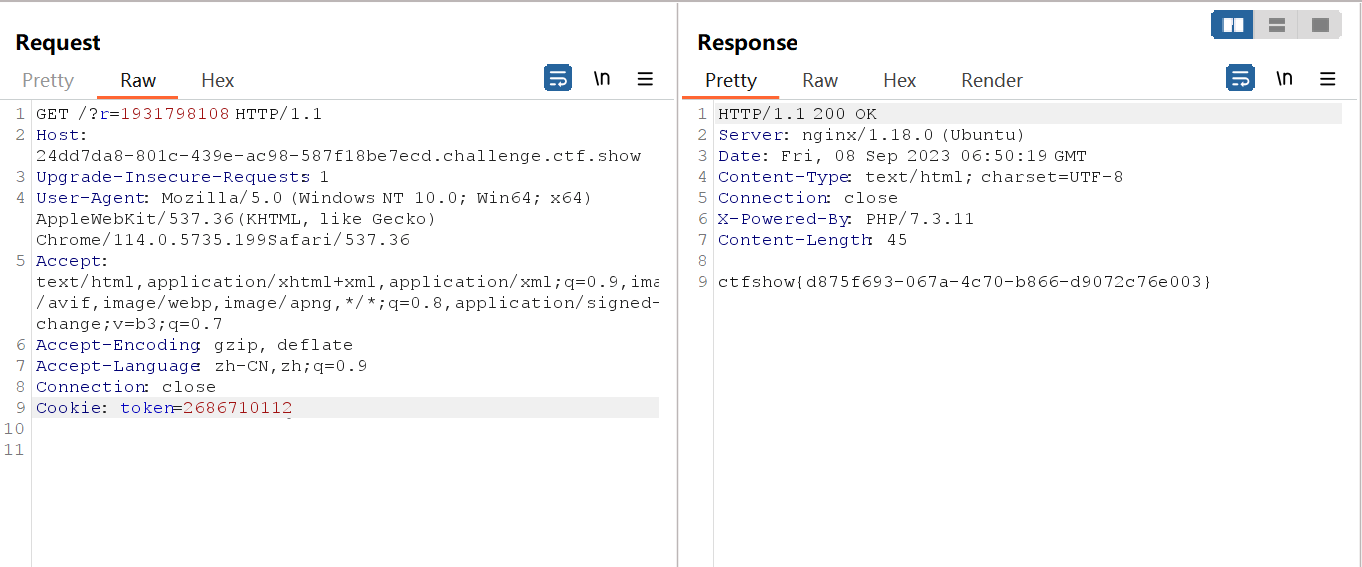 Request
Pretty Raw Hex \n
1 GET /?r=1931798108 HTTP/1.1
2 Host:
24dd7da8-801c-439e-ac98-587f18be7ecd.challenge.ctf.show
3 Upgrade-Insecure-Requests: 1
4 User-Agent: Mozilla/5.0 (Windows NT 10.0; Win64; x64)
AppleWebKit/537.36 (KHTML, like Gecko)
Chrome/114.0.5735.199 Safari/537.36
5 Accept:
text/html,application/xhtml+xml,application/xml;q=0.9,ima
/avif,image/webp,image/apng,*/*;q=0.8,application/signed-
change;v=b3;q=0.7
6 Accept-Encoding: gzip, deflate
7 Accept-Language: zh-CN,zh;q=0.9
8 Connection: close
9 Cookie: token=2686710112
10
11
Response
Pretty Raw Hex Render \n
1 HTTP/1.1 200 OK
2 Server: nginx/1.18.0 (Ubuntu)
3 Date: Fri, 08 Sep 2023 06:50:19 GMT
4 Content-Type: text/html; charset=UTF-8
5 Connection: close
6 X-Powered-By: PHP/7.3.11
7 Content-Length: 45
8
9 ctfshow{d875f693-067a-4c70-b866-d9072c76e003}